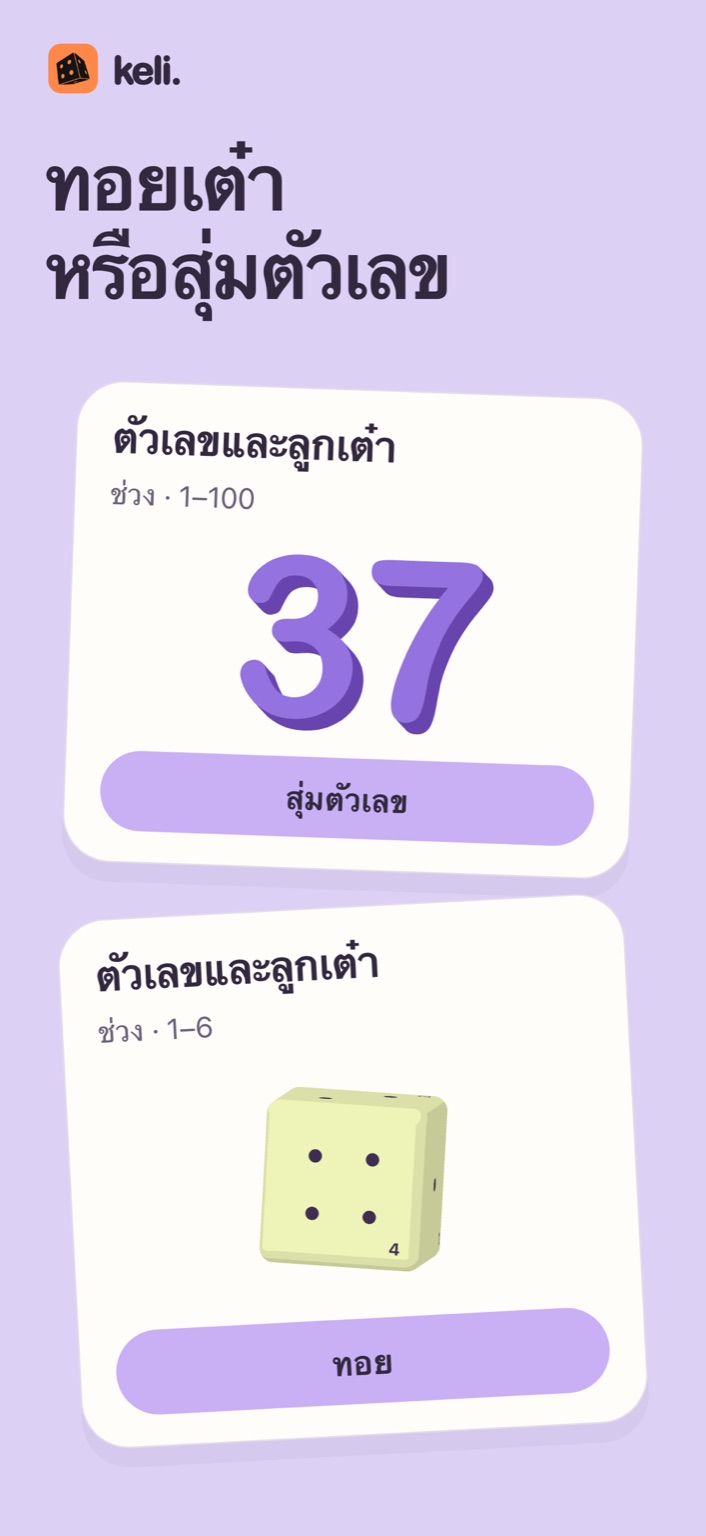 keli.
ทอยเต๋า
หรือสุ่มตัวเลข
ตัวเลขและลูกเต๋า
ช่วง · 1–100
37
สุ่มตัวเลข
ตัวเลขและลูกเต๋า
ช่วง · 1–6
4
ทอย